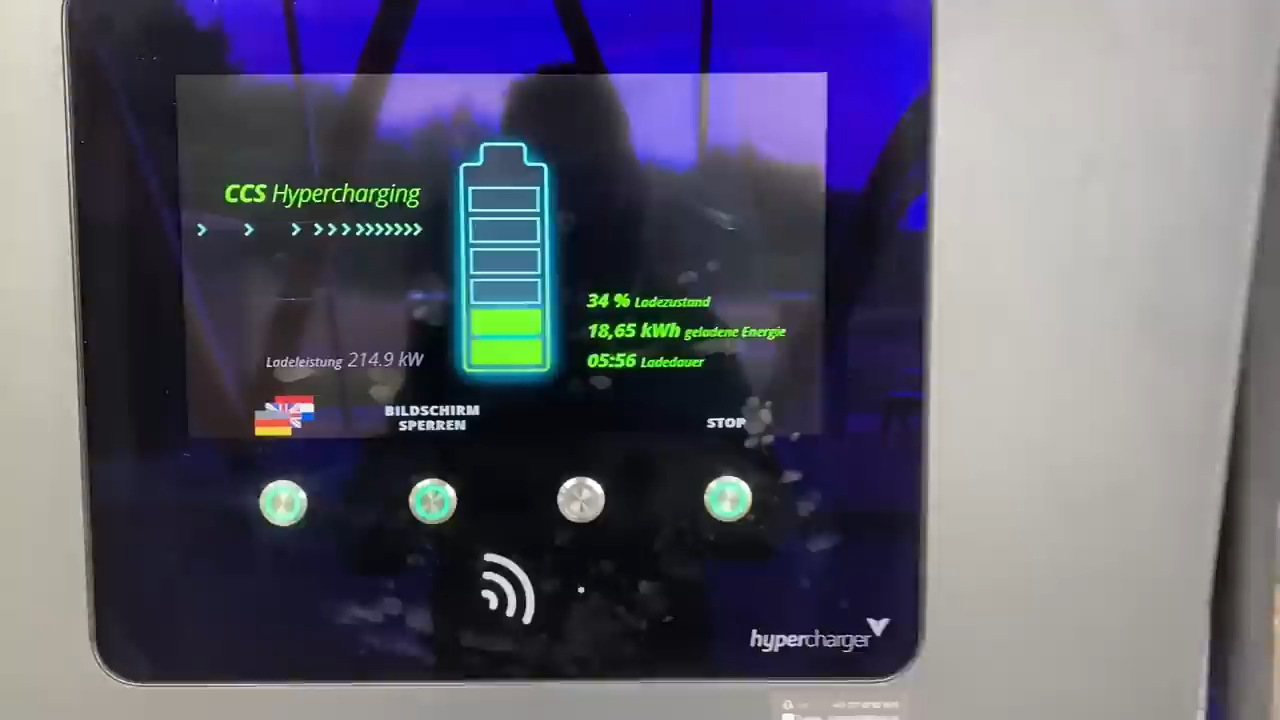 CCS Hypercharging
34 % Ladezustand
18,65 kWh geladene Energie
Ladeleistung 214.9 kW
05:56 Ladedauer
BILDSCHIRM
SPERREN
STOP
hypercharger